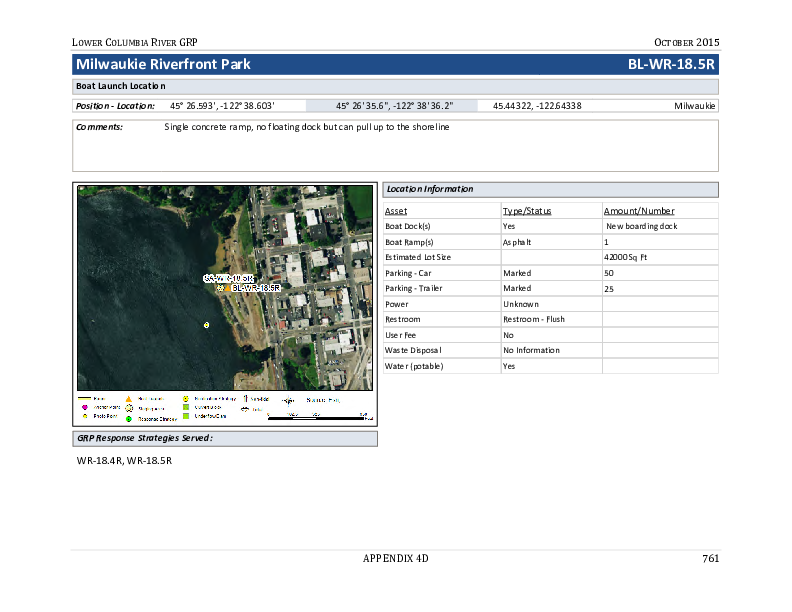 LOWER COLUMBIA RIVER GRP OCTOBER 2015
Milwaukie Riverfront Park BL-WR-18.5R
Boat Launch Location
Position - Location: 45° 26.593', -122° 38.603' 45° 26'35.6", -122° 38'36.2" 45.44322, -122.64338 Milwaukie
Comments: Single concrete ramp, no floating dock but can pull up to the shoreline
Location Information
Asset Type/Status Amount/Number
Boat Dock(s) Yes New boarding dock
Boat Ramp(s) Asphalt 1
Estimated Lot Size 42000 Sq Ft
Parking - Car Marked 50
Parking - Trailer Marked 25
Power Unknown
Restroom Restroom - Flush
User Fee No
Waste Disposal No Information
Water (potable) Yes
SA-WR-18.5R
BL-WR-18.5R
GRP Response Strategies Served:
WR-18.4R, WR-18.5R
APPENDIX 4D 761